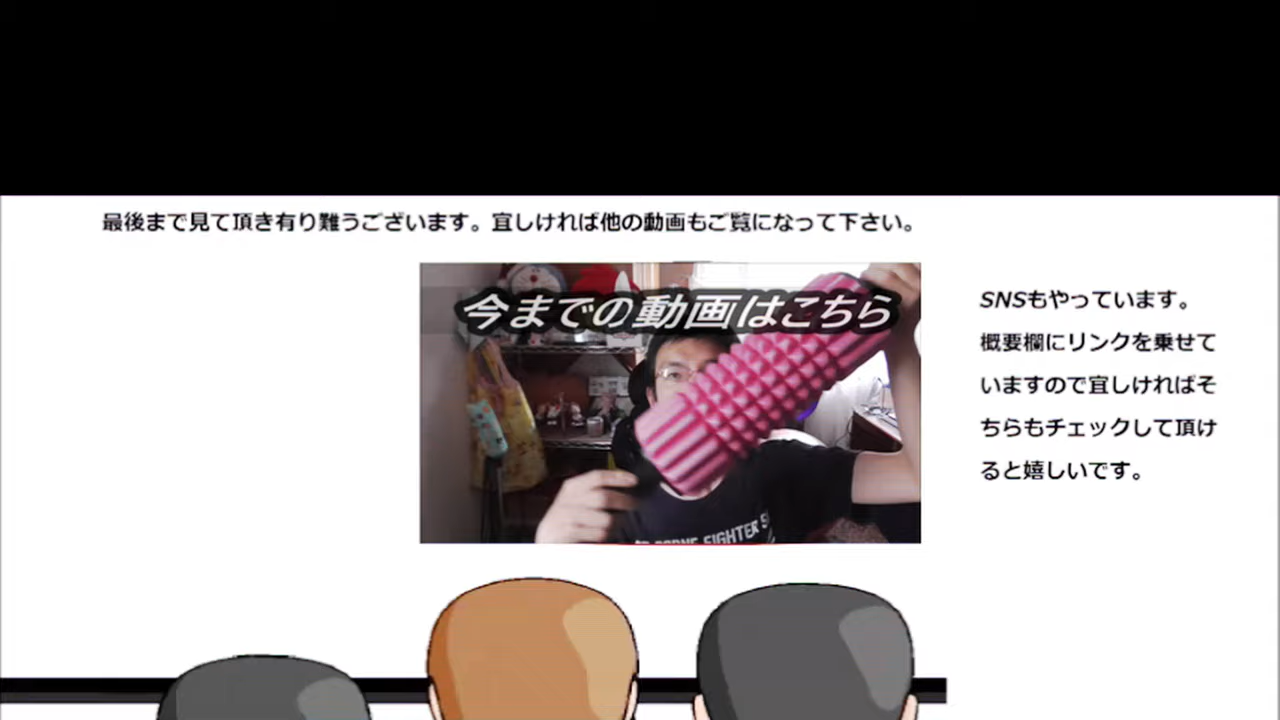 最後まで見て頂き有り難うございます。宜しければ他の動画もご覧になって下さい。
今までの動画はこちら
SNSもやっています。
概要欄にリンクを乗せて
いますので宜しければそ
ちらもチェックして頂け
ると嬉しいです。
FIGHTER